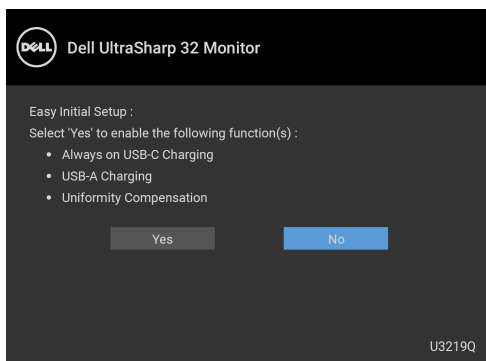 DELL
Dell UltraSharp 32 Monitor
Easy Initial Setup :
Select 'Yes' to enable the following function(s) :
• Always on USB-C Charging
• USB-A Charging
• Uniformity Compensation
Yes
No
U3219Q